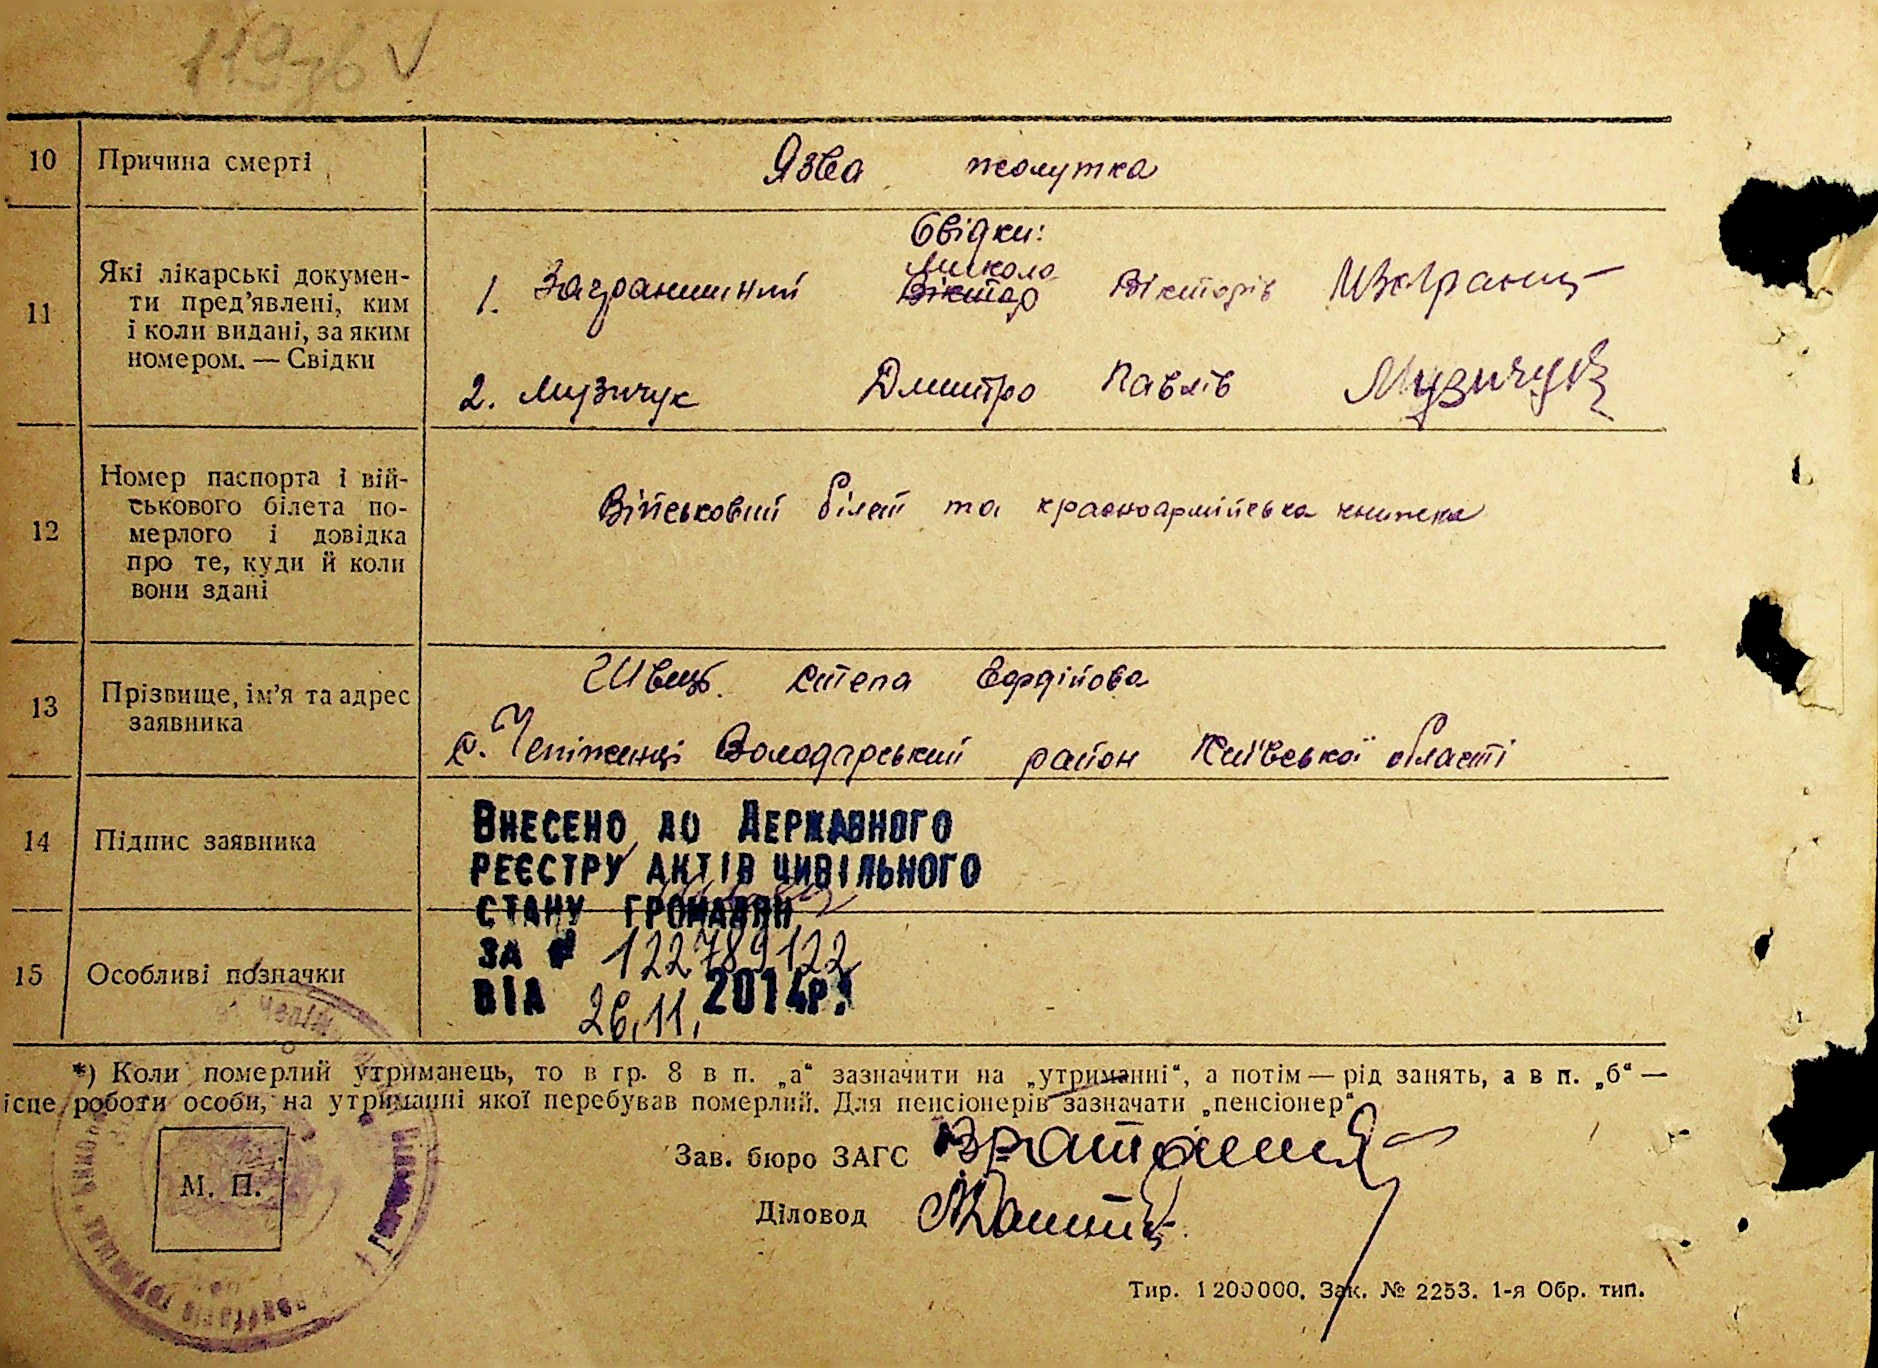 119зв √
10 Причина смерті Язва жолутка
11 Які лікарські докумен-
ти пред'явлені, ким
і коли видані, за яким
номером. — Свідки
Свідки:
Микола
1. Заграничний Віктор Вікторів МЗаграниц
2. Музичук Дмитро Павлів Музичук
12 Номер паспорта і вій-
ськового білета по-
мерлого і довідка
про те, куди й коли
вони здані
Військовий білет та красноармійська книжка
13 Прізвище, ім'я та адрес
заявника
Швець Степа
с. Чепіжинці Володарський район Київської області
14 Підпис заявника
Внесено до Державного
реєстру актів цивільного
стану громадян
за № 122789122
від 26.11.2014р.
15 Особливі позначки
*) Коли померлий утриманець, то в гр. 8 в п. „а“ зазначити на „утриманні“, а потім — рід занять, а в п. „б“ —
ісце роботи особи, на утриманні якої перебував померлий. Для пенсіонерів зазначати „пенсіонер“
Зав. бюро ЗАГС
М. П.
Діловод
Тир. 1200000. Зак. № 2253. 1-я Обр. тип.